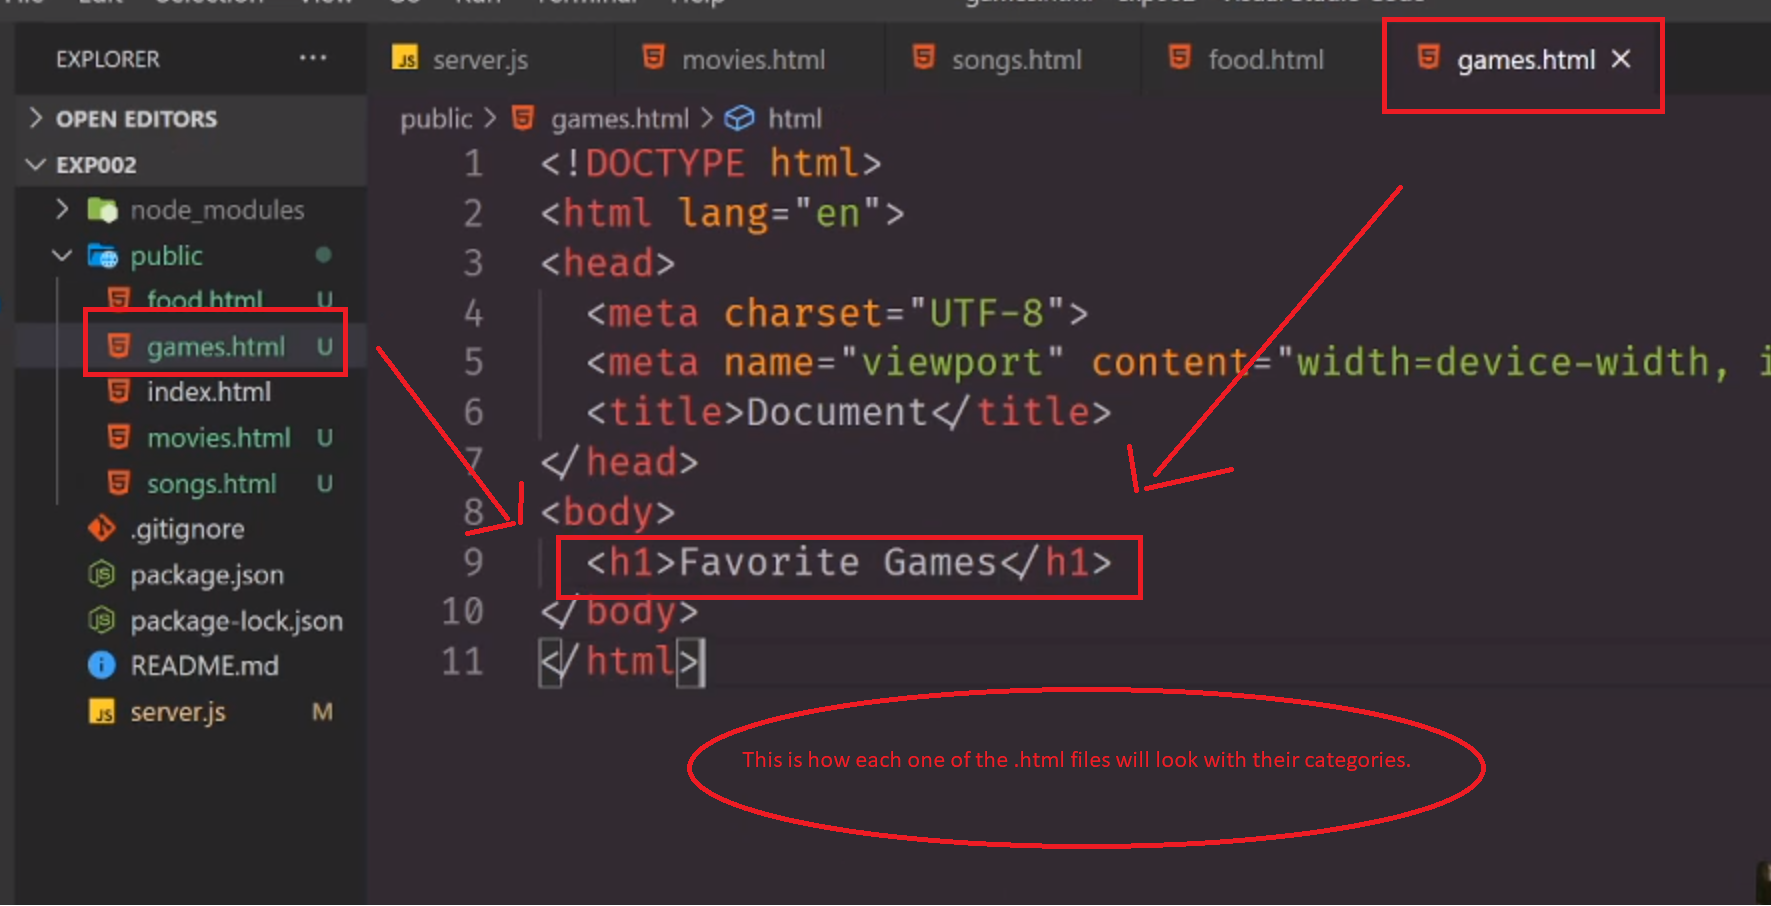 games.html
EXPLORER
server.js
movies.html
songs.html
food.html
games.html
OPEN EDITORS
EXP002
node_modules
public
food.html U
games.html U
index.html
movies.html U
songs.html U
.gitignore
package.json
package-lock.json
README.md
server.js M
public > games.html > html
1 <!DOCTYPE html>
2 <html lang="en">
3 <head>
4 <meta charset="UTF-8">
5 <meta name="viewport" content="width=device-width,
6 <title>Document</title>
7 </head>
8 <body>
9 <h1>Favorite Games</h1>
10 </body>
11 </html>
This is how each one of the .html files will look with their categories.